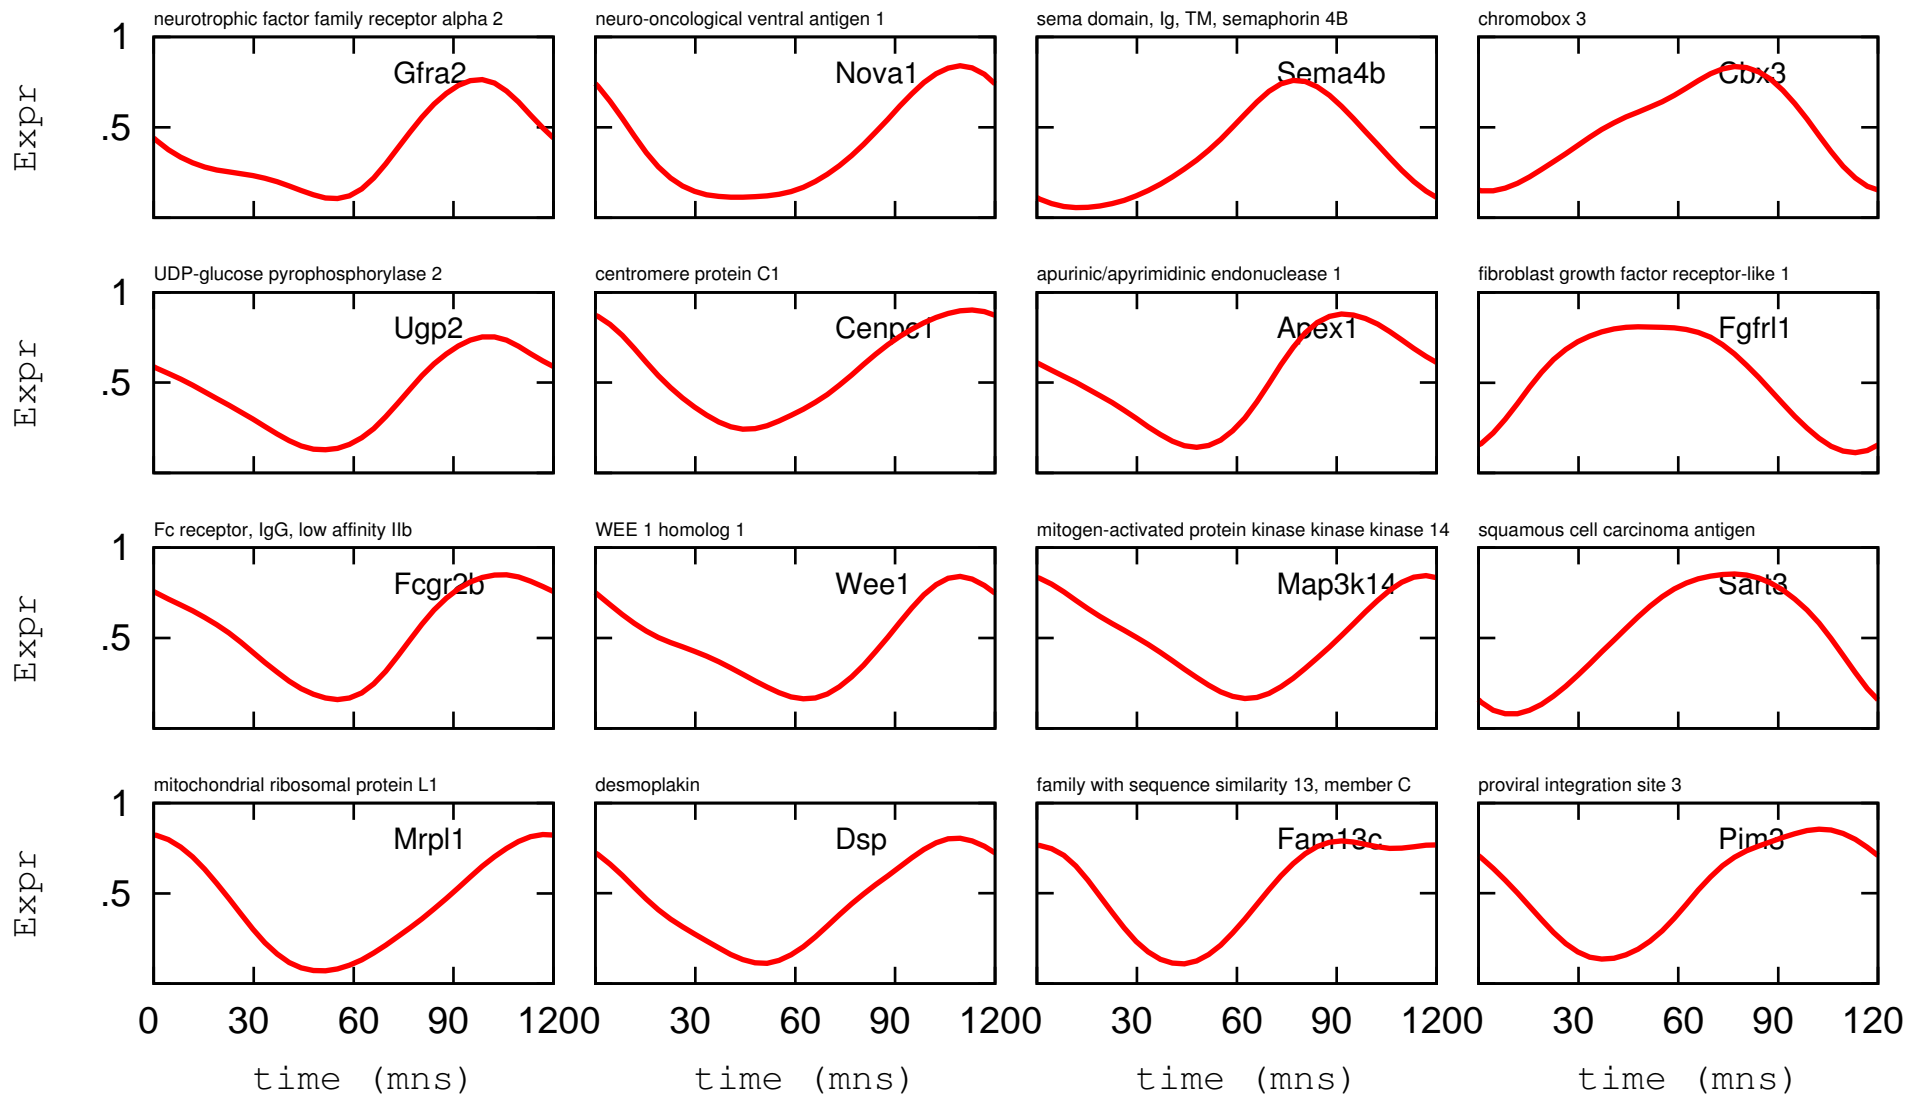 neurotrophic factor family receptor alpha 2
neuro-oncological ventral antigen 1
sema domain, Ig, TM, semaphorin 4B
chromobox 3
1
.5
Expr
Gfra2
Nova1
Sema4b
Cbx3
UDP-glucose pyrophosphorylase 2
centromere protein C1
apurinic/apyrimidinic endonuclease 1
fibroblast growth factor receptor-like 1
1
.5
Expr
Ugp2
Cenpc1
Apex1
Fgfrl1
Fc receptor, IgG, low affinity IIb
WEE 1 homolog 1
mitogen-activated protein kinase kinase kinase 14
squamous cell carcinoma antigen
1
.5
Expr
Fcgr2b
Wee1
Map3k14
Sart3
mitochondrial ribosomal protein L1
desmoplakin
family with sequence similarity 13, member C
proviral integration site 3
1
.5
Expr
Mrpl1
Dsp
Fam13c
Pim3
0 30 60 90 1200 30 60 90 1200 30 60 90 1200 30 60 90 120
time (mns)
time (mns)
time (mns)
time (mns)